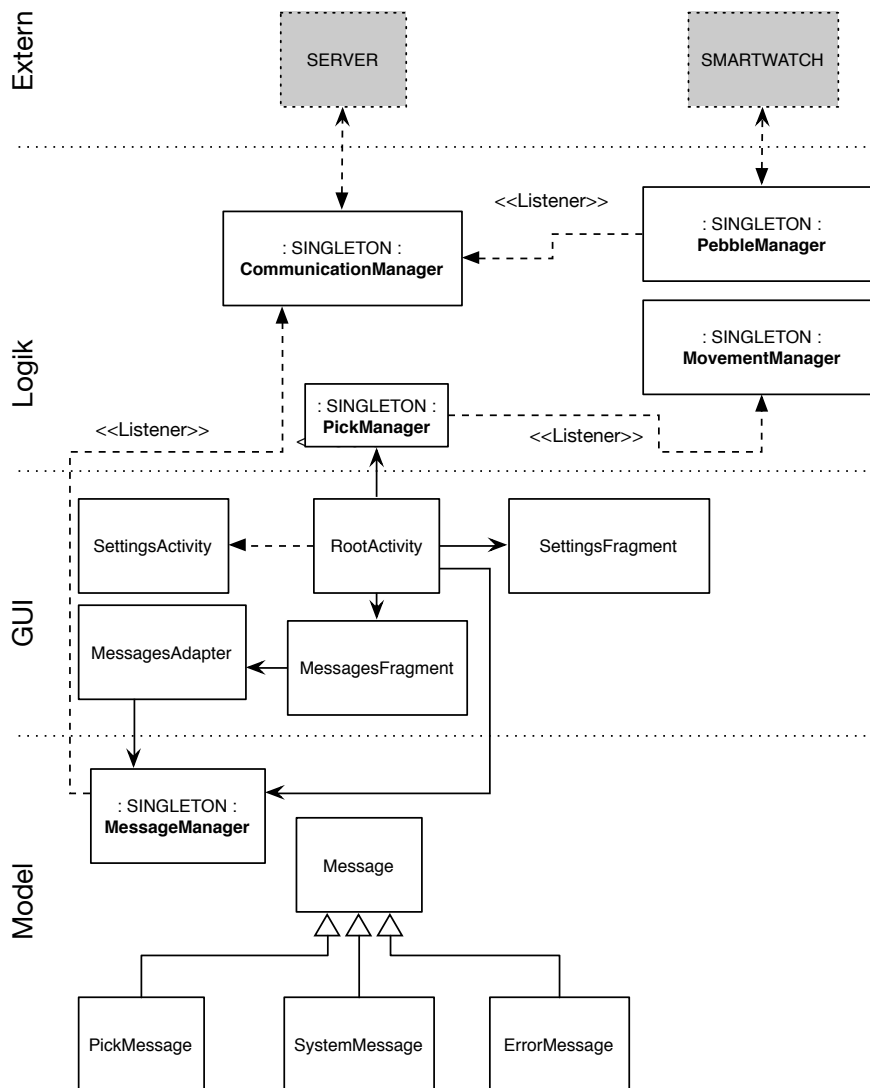 Extern
SERVER
SMARTWATCH
Logik
<<Listener>>
: SINGLETON :
CommunicationManager
: SINGLETON :
PebbleManager
: SINGLETON :
MovementManager
: SINGLETON :
PickManager
<<Listener>>
<
<<Listener>>
GUI
SettingsActivity
RootActivity
SettingsFragment
MessagesAdapter
MessagesFragment
Model
: SINGLETON :
MessageManager
Message
PickMessage
SystemMessage
ErrorMessage